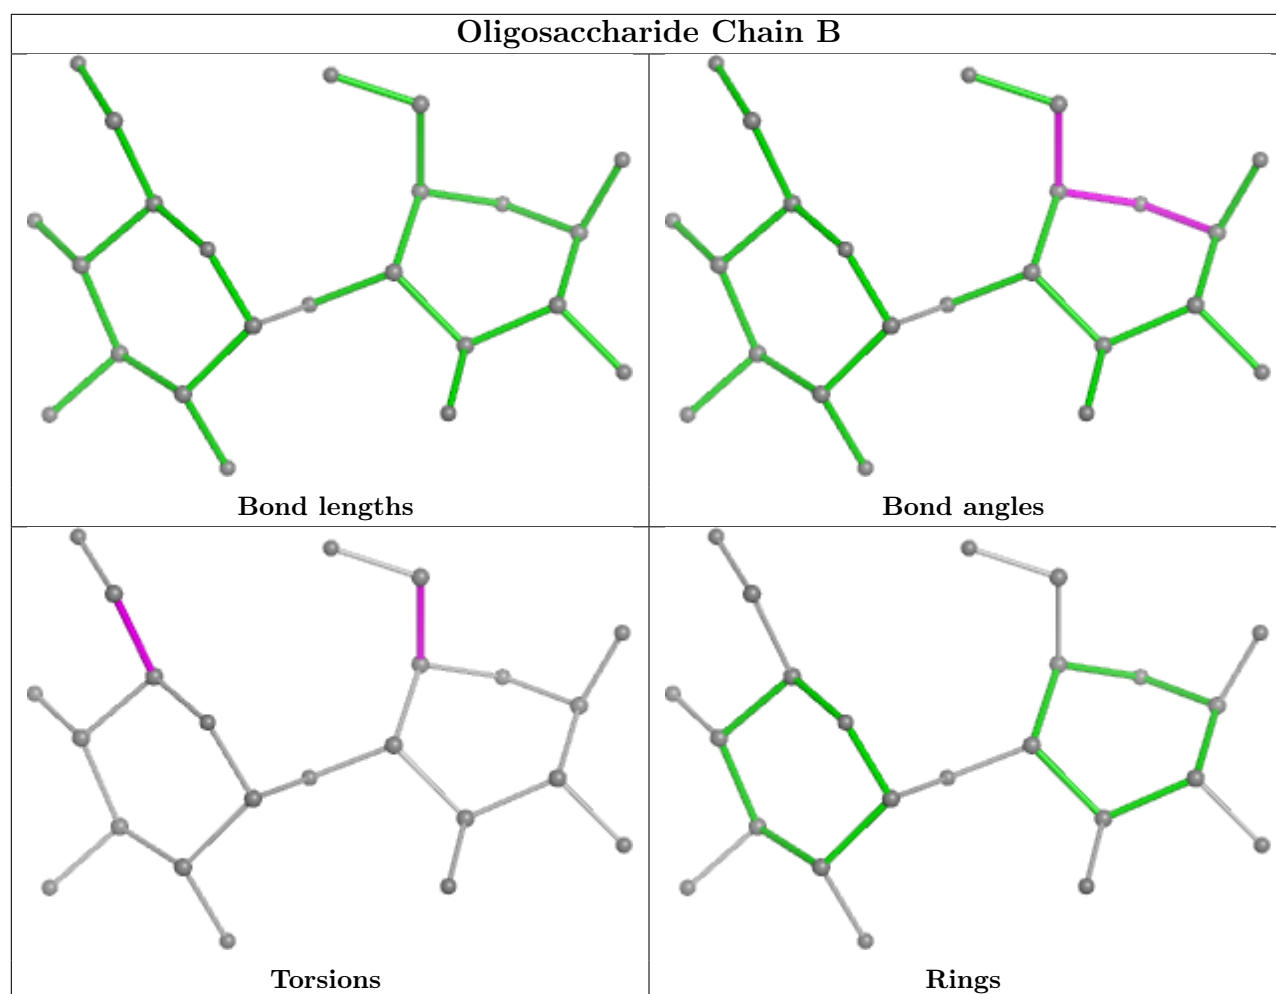 Oligosaccharide Chain B
Bond lengths
Bond angles
Torsions
Rings